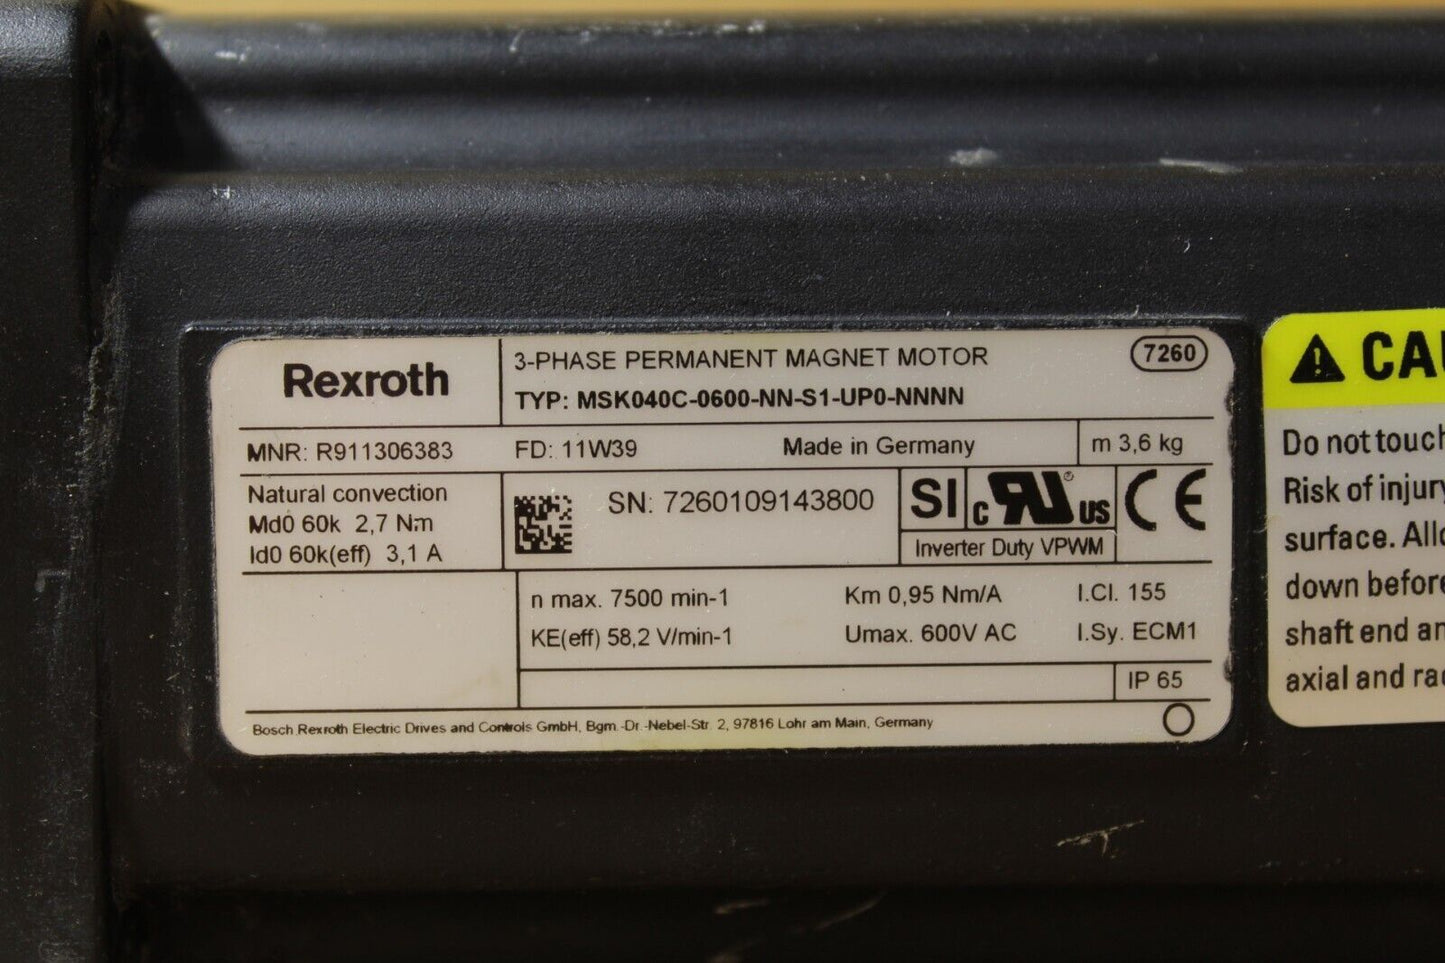 Rexroth
3-PHASE PERMANENT MAGNET MOTOR
7260
TYP: MSK040C-0600-NN-S1-UP0-NNNN
MNR: R911306383 FD: 11W39 Made in Germany m 3,6 kg
Natural convection
Md0 60k 2,7 Nm
Id0 60k(eff) 3,1 A
SN: 7260109143800
SI c RU ® US CE
Inverter Duty VPWM
n max. 7500 min-1 Km 0,95 Nm/A I.Cl. 155
KE(eff) 58,2 V/min-1 Umax. 600V AC I.Sy. ECM1
IP 65
Bosch Rexroth Electric Drives and Controls GmbH, Bgm.-Dr.-Nebel-Str. 2, 97816 Lohr am Main, Germany
CAU
Do not touch
Risk of injury
surface. Allo
down before
shaft end an
axial and rad